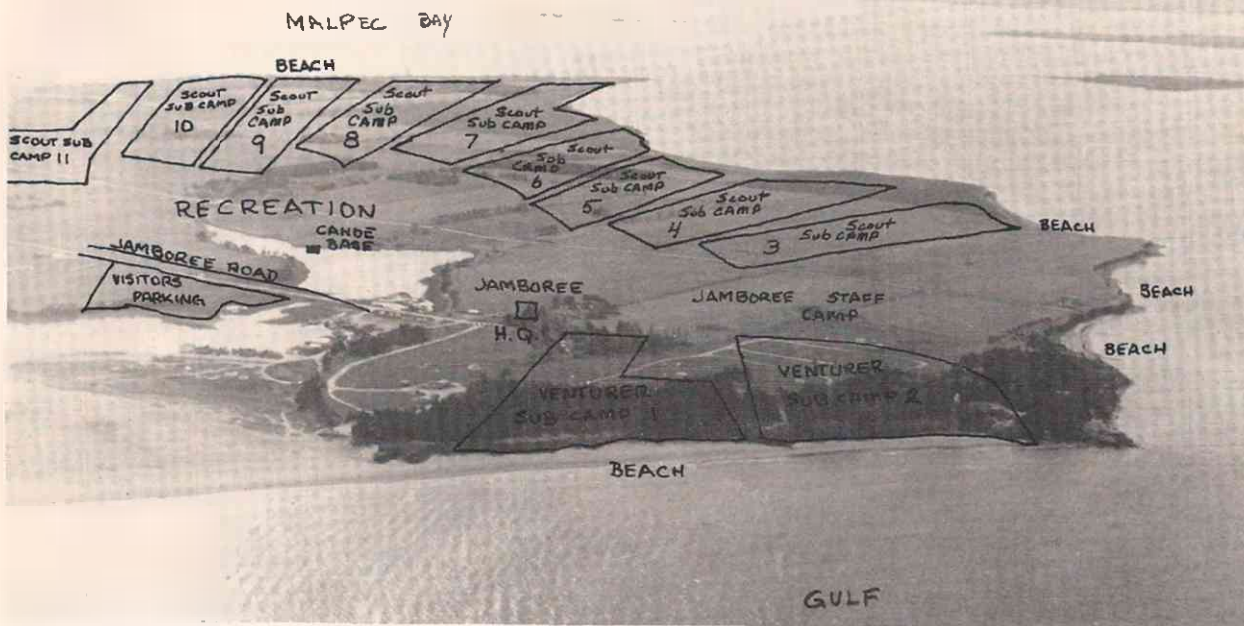 MALPEC BAY
BEACH
SCOUT SUB
CAMP 11
SCOUT
SUB CAMP
10
SCOUT
SUB
CAMP
9
SCOUT
SUB
CAMP
8
SCOUT
SUB CAMP
7
SCOUT
SUB
CAMP
6
SCOUT
SUB CAMP
5
SCOUT
SUB CAMP
4
SCOUT
SUB CAMP
3
BEACH
RECREATION
CANOE
BASE
JAMBOREE ROAD
VISITORS
PARKING
JAMBOREE
H.Q.
JAMBOREE STAFF
CAMP
BEACH
BEACH
VENTURER
SUB CAMP 1
VENTURER
SUB CAMP 2
BEACH
GULF